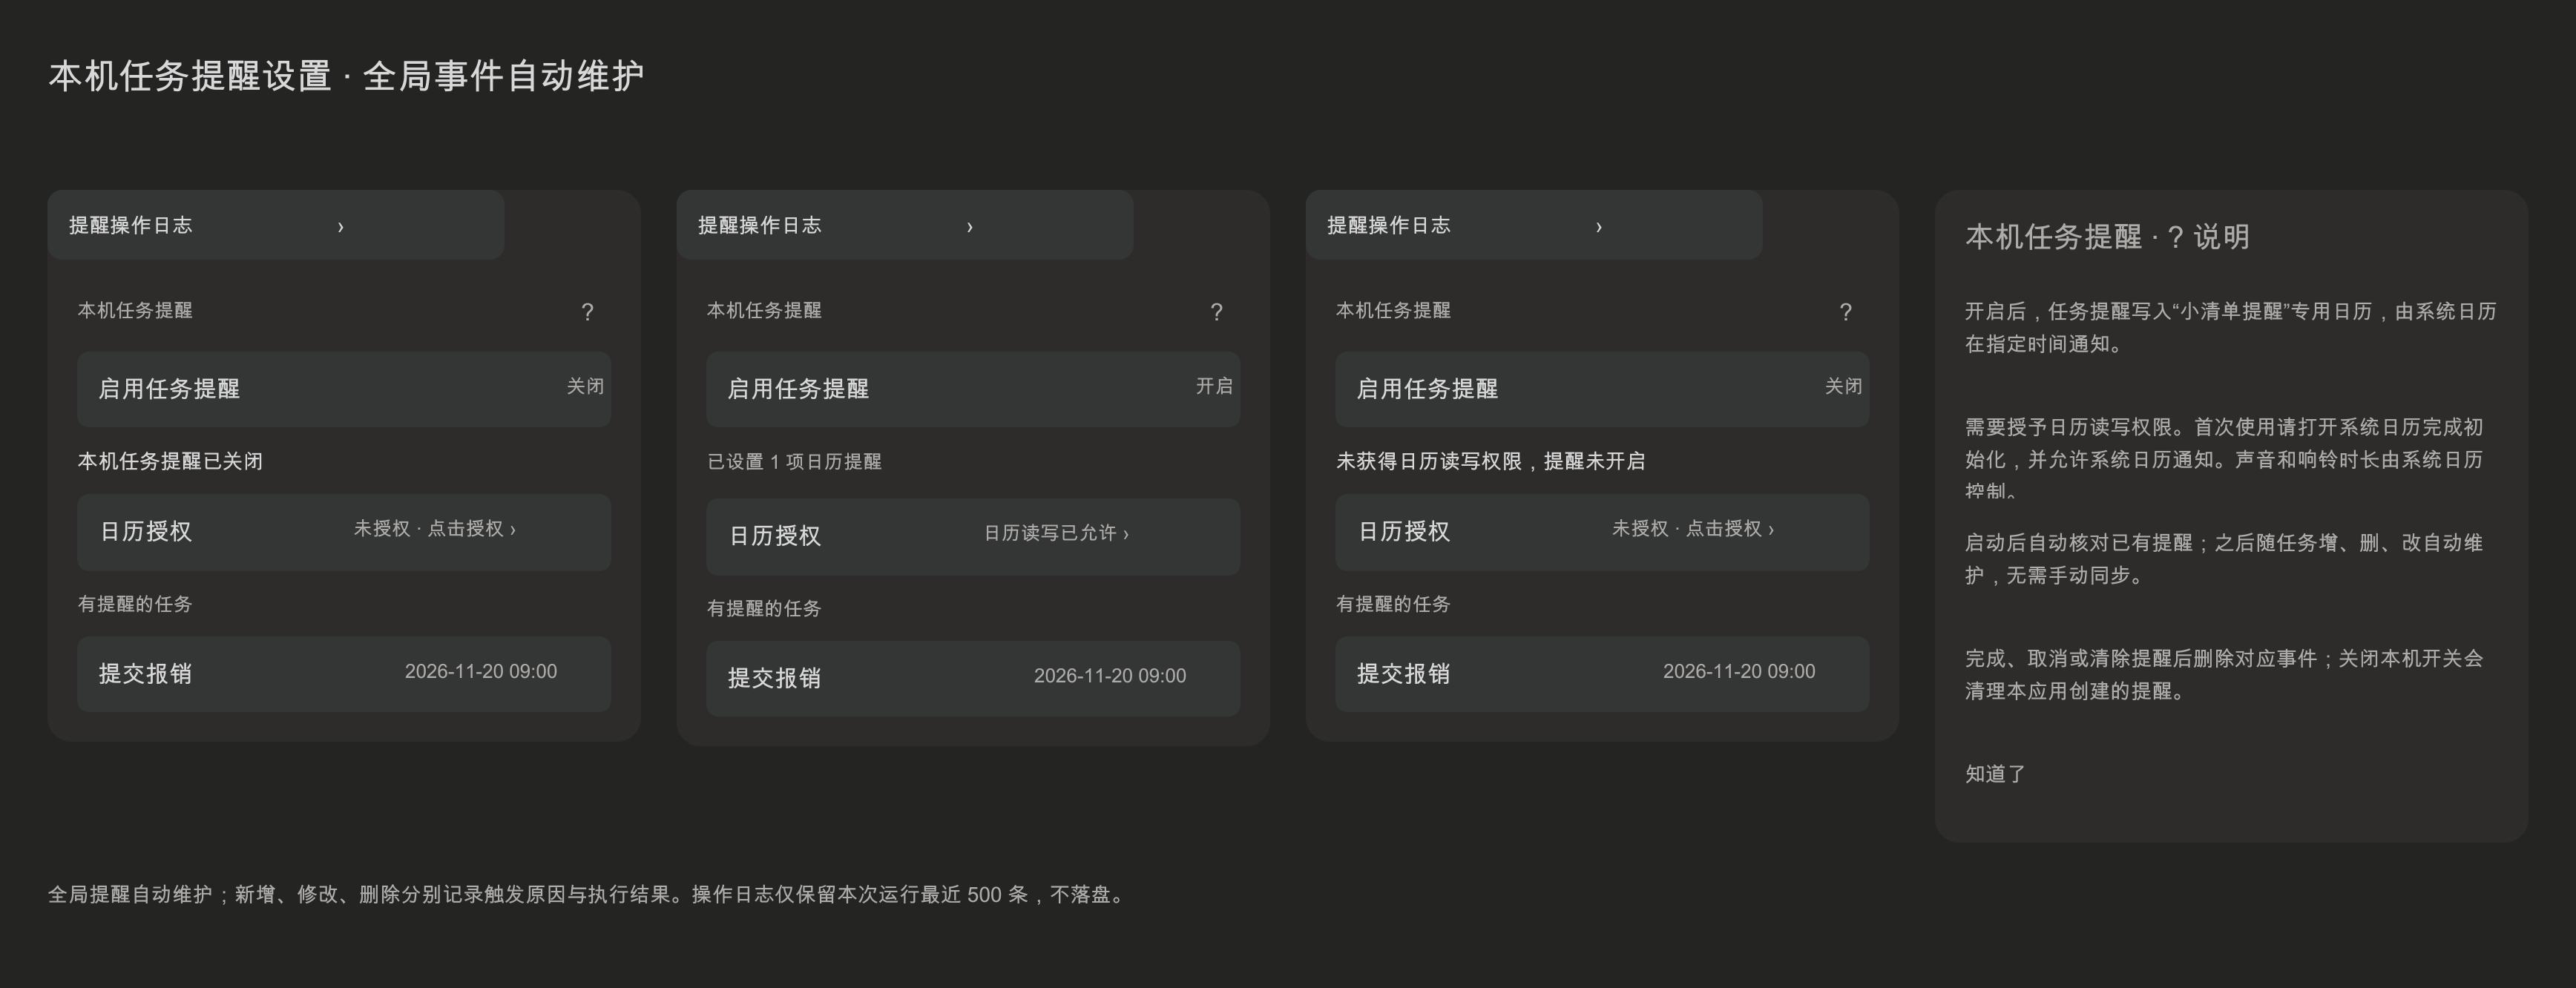 本机任务提醒设置 · 全局事件自动维护
提醒操作日志 ›
本机任务提醒 ?
启用任务提醒 关闭
本机任务提醒已关闭
日历授权 未授权 · 点击授权 ›
有提醒的任务
提交报销 2026-11-20 09:00
提醒操作日志 ›
本机任务提醒 ?
启用任务提醒 开启
已设置 1 项日历提醒
日历授权 日历读写已允许 ›
有提醒的任务
提交报销 2026-11-20 09:00
提醒操作日志 ›
本机任务提醒 ?
启用任务提醒 关闭
未获得日历读写权限，提醒未开启
日历授权 未授权 · 点击授权 ›
有提醒的任务
提交报销 2026-11-20 09:00
本机任务提醒 · ? 说明
开启后，任务提醒写入“小清单提醒”专用日历，由系统日历
在指定时间通知。
需要授予日历读写权限。首次使用请打开系统日历完成初
始化，并允许系统日历通知。声音和响铃时长由系统日历
控制。
启动后自动核对已有提醒；之后随任务增、删、改自动维
护，无需手动同步。
完成、取消或清除提醒后删除对应事件；关闭本机开关会
清理本应用创建的提醒。
知道了
全局提醒自动维护；新增、修改、删除分别记录触发原因与执行结果。操作日志仅保留本次运行最近 500 条，不落盘。